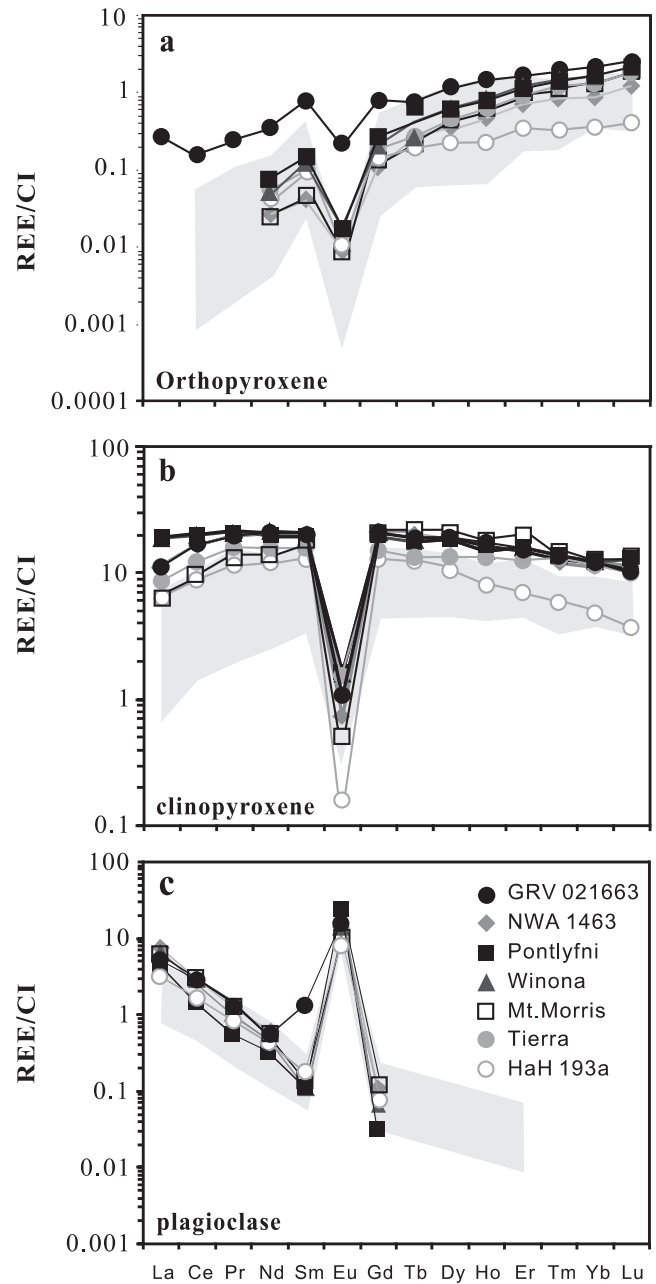 10
a
1
0.1
0.01
0.001
0.0001
REE/CI
Orthopyroxene
100
b
10
1
0.1
REE/CI
clinopyroxene
100
c
10
1
0.1
0.01
0.001
REE/CI
GRV 021663
NWA 1463
Pontlyfni
Winona
Mt.Morris
Tierra
HaH 193a
plagioclase
La Ce Pr Nd Sm Eu Gd Tb Dy Ho Er Tm Yb Lu